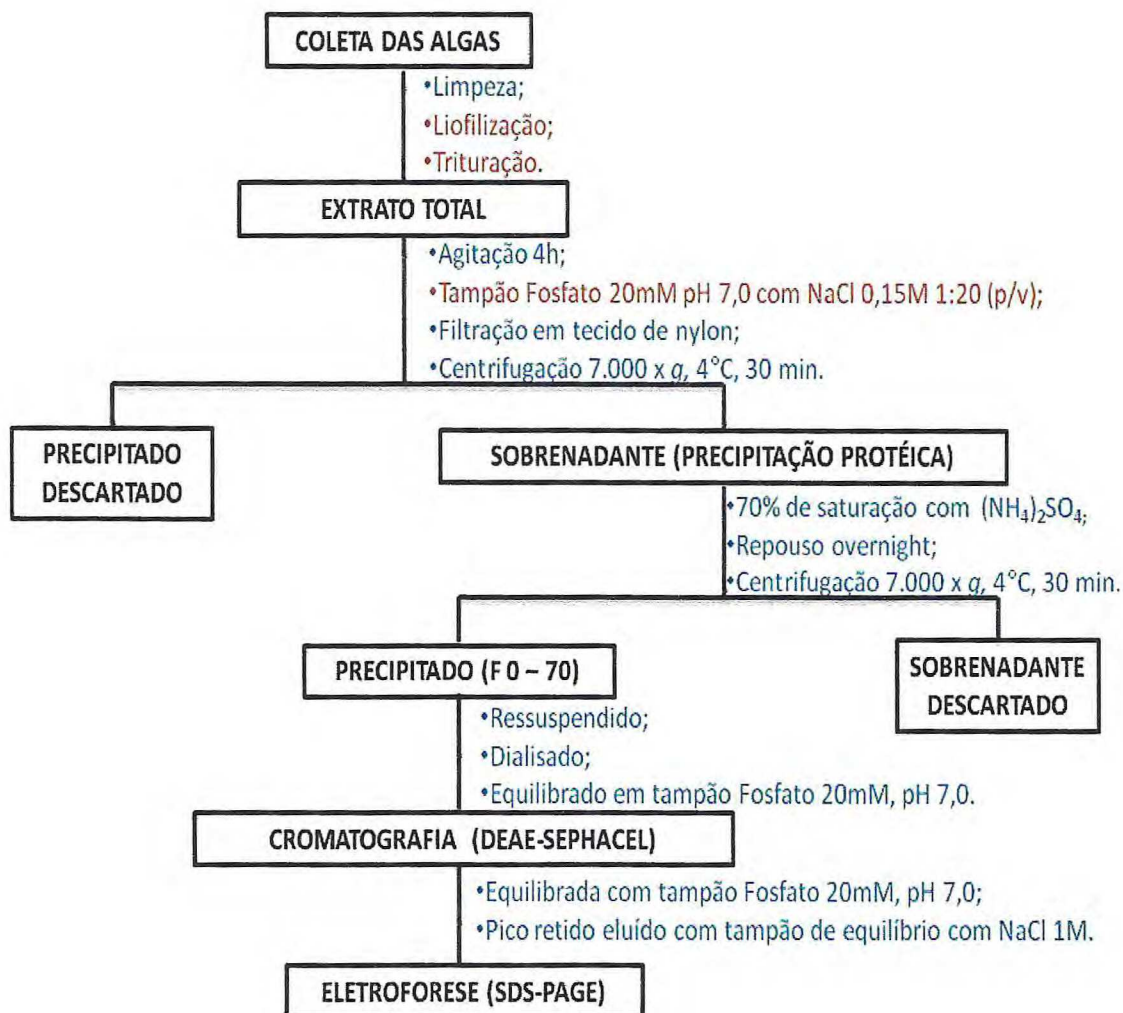 COLETA DAS ALGAS
•Limpeza;
•Liofilização;
•Trituração.
EXTRATO TOTAL
•Agitação 4h;
•Tampão Fosfato 20mM pH 7,0 com NaCl 0,15M 1:20 (p/v);
•Filtração em tecido de nylon;
•Centrifugação 7.000 x g, 4°C, 30 min.
PRECIPITADO
DESCARTADO
SOBRENADANTE (PRECIPITAÇÃO PROTÉICA)
•70% de saturação com (NH₄)₂SO₄;
•Repouso overnight;
•Centrifugação 7.000 x g, 4°C, 30 min.
PRECIPITADO (F 0 – 70)
SOBRENADANTE
DESCARTADO
•Ressuspendido;
•Dialisado;
•Equilibrado em tampão Fosfato 20mM, pH 7,0.
CROMATOGRAFIA (DEAE-SEPHACEL)
•Equilibrada com tampão Fosfato 20mM, pH 7,0;
•Pico retido eluído com tampão de equilíbrio com NaCl 1M.
ELETROFORESE (SDS-PAGE)